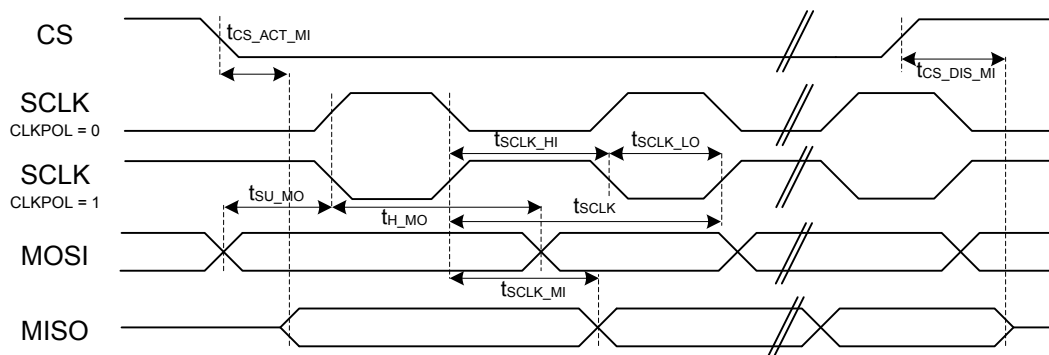 CS
tCS_ACT_MI
tCS_DIS_MI
SCLK
CLKPOL = 0
tSCLK_HI
tSCLK_LO
SCLK
CLKPOL = 1
tSU_MO
tH_MO
tSCLK
MOSI
tSCLK_MI
MISO